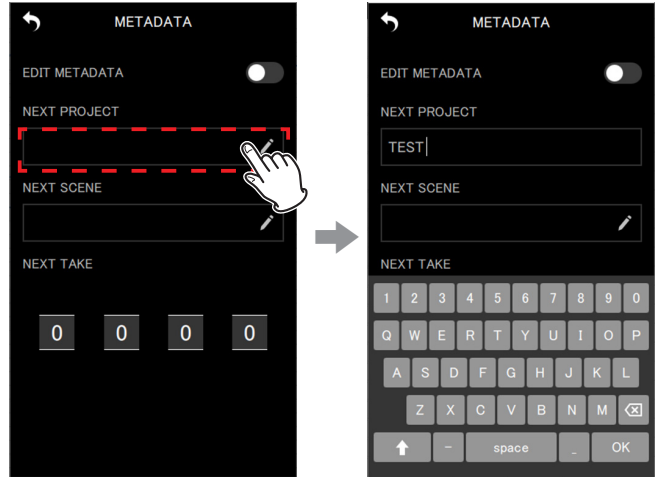 METADATA
EDIT METADATA
NEXT PROJECT
NEXT SCENE
NEXT TAKE
0 0 0 0
METADATA
EDIT METADATA
NEXT PROJECT
TEST
NEXT SCENE
NEXT TAKE
1 2 3 4 5 6 7 8 9 0
Q W E R T Y U I O P
A S D F G H J K L
Z X C V B N M
- space _ OK